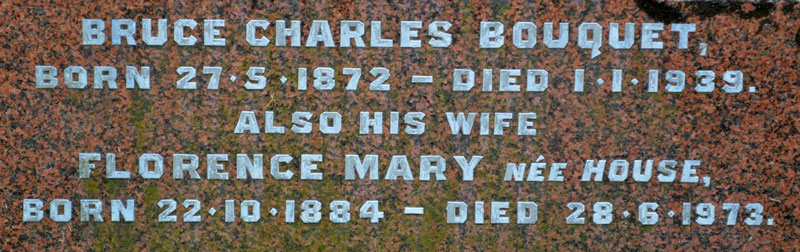 BRUCE CHARLES BOUQUET,
BORN 27·5·1872 – DIED 1·1·1939.
ALSO HIS WIFE
FLORENCE MARY NÉE HOUSE,
BORN 22·10·1884 – DIED 28·6·1973.